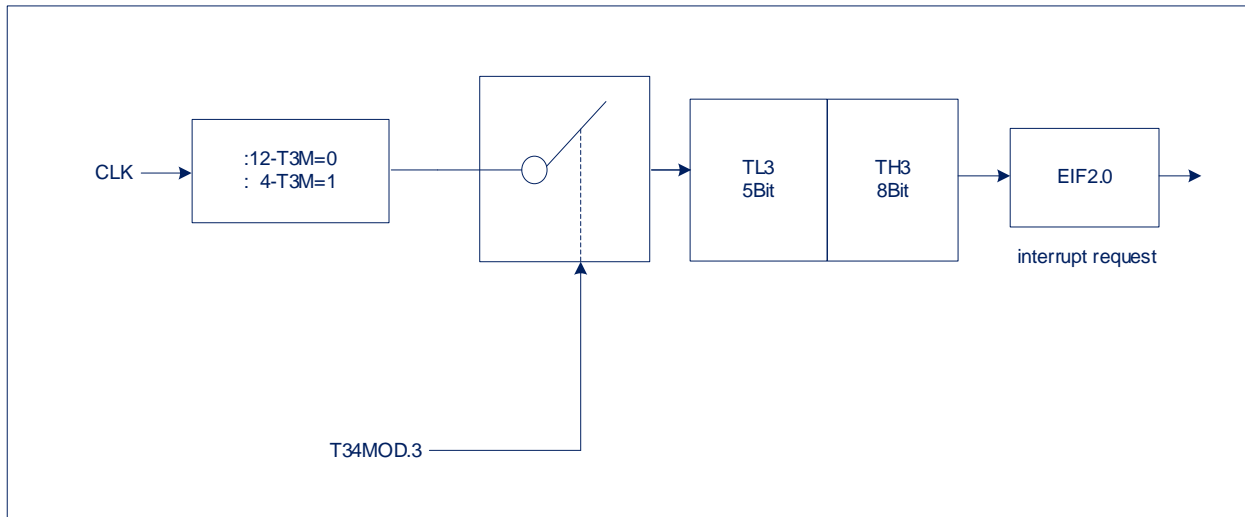 CLK
:12-T3M=0
: 4-T3M=1
TL3
5Bit
TH3
8Bit
EIF2.0
interrupt request
T34MOD.3